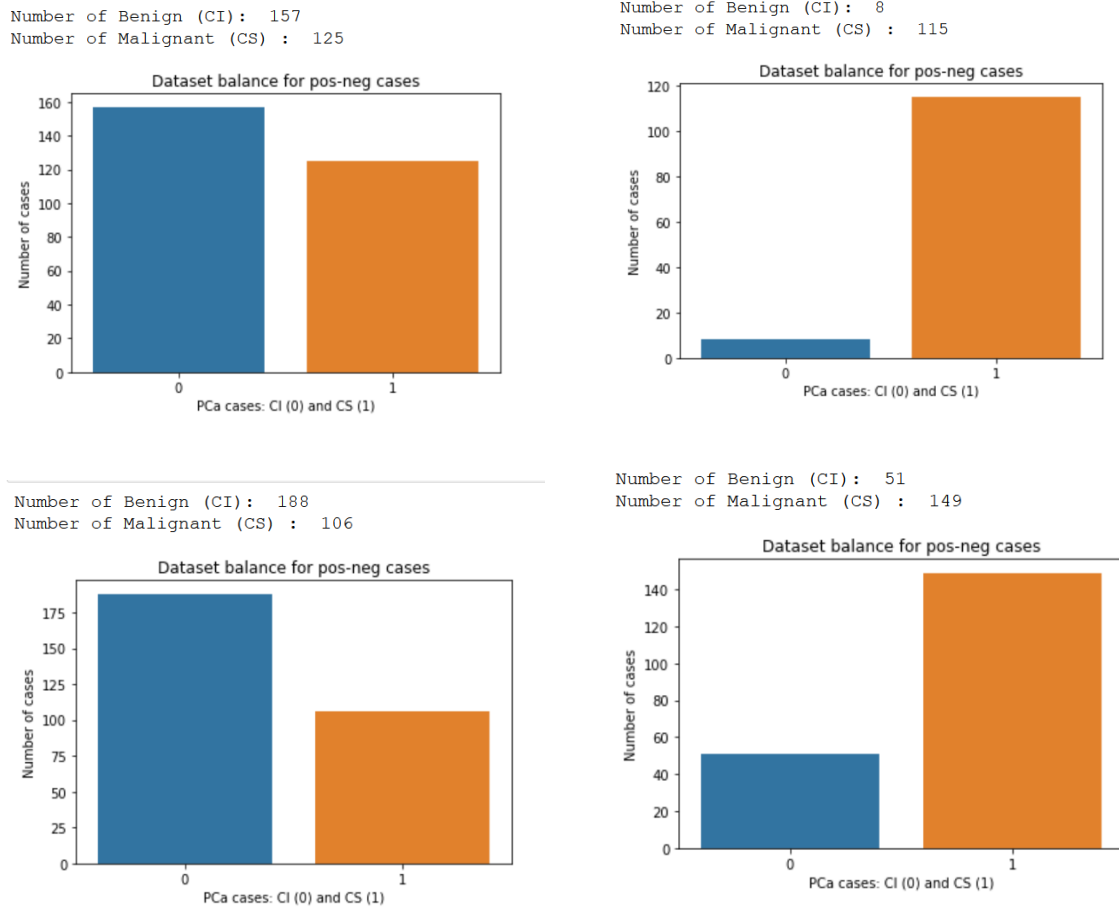 Number of Benign (CI):  157
Number of Malignant (CS) :  125
Dataset balance for pos-neg cases
160
140
120
100
80
60
40
20
0
Number of cases
0 1
PCa cases: CI (0) and CS (1)
Number of Benign (CI):  8
Number of Malignant (CS) :  115
Dataset balance for pos-neg cases
120
100
80
60
40
20
0
Number of cases
0 1
PCa cases: CI (0) and CS (1)
Number of Benign (CI):  188
Number of Malignant (CS) :  106
Dataset balance for pos-neg cases
175
150
125
100
75
50
25
0
Number of cases
0 1
PCa cases: CI (0) and CS (1)
Number of Benign (CI):  51
Number of Malignant (CS) :  149
Dataset balance for pos-neg cases
140
120
100
80
60
40
20
0
Number of cases
0 1
PCa cases: CI (0) and CS (1)